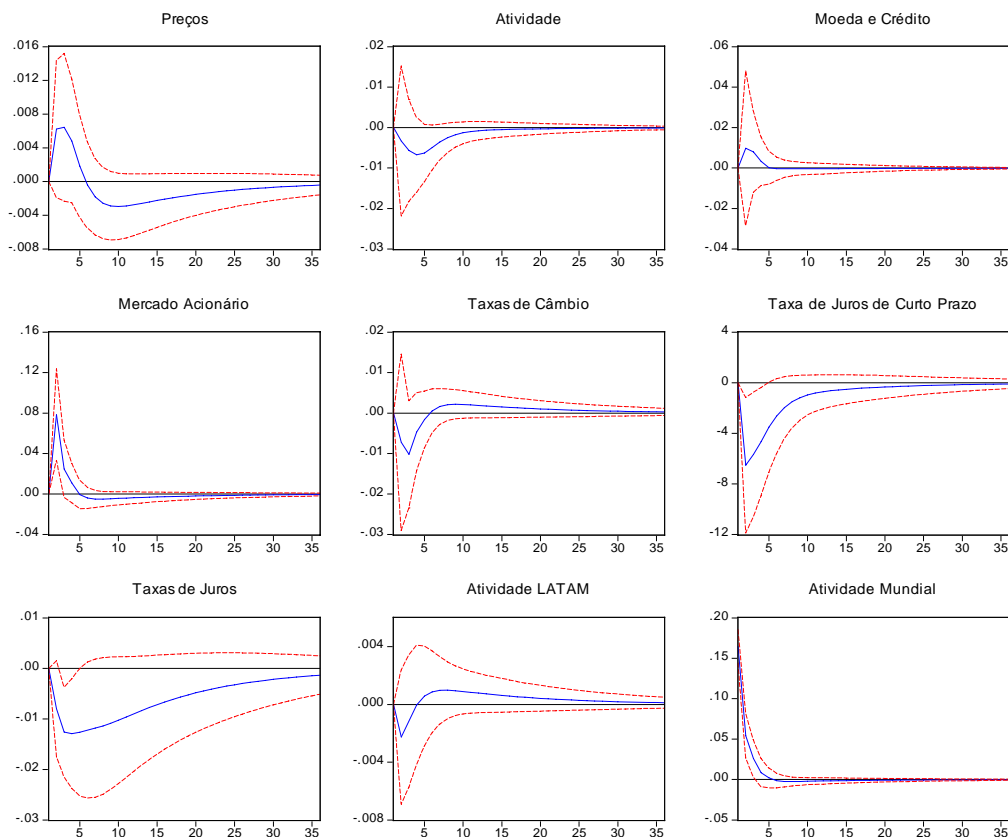 Preços
.016
.012
.008
.004
.000
-.004
-.008
5 10 15 20 25 30 35
Atividade
.02
.01
.00
-.01
-.02
-.03
5 10 15 20 25 30 35
Moeda e Crédito
.06
.04
.02
.00
-.02
-.04
5 10 15 20 25 30 35
Mercado Acionário
.16
.12
.08
.04
.00
-.04
5 10 15 20 25 30 35
Taxas de Câmbio
.02
.01
.00
-.01
-.02
-.03
5 10 15 20 25 30 35
Taxa de Juros de Curto Prazo
4
0
-4
-8
-12
5 10 15 20 25 30 35
Taxas de Juros
.01
.00
-.01
-.02
-.03
5 10 15 20 25 30 35
Atividade LATAM
.004
.000
-.004
-.008
5 10 15 20 25 30 35
Atividade Mundial
.20
.15
.10
.05
.00
-.05
5 10 15 20 25 30 35